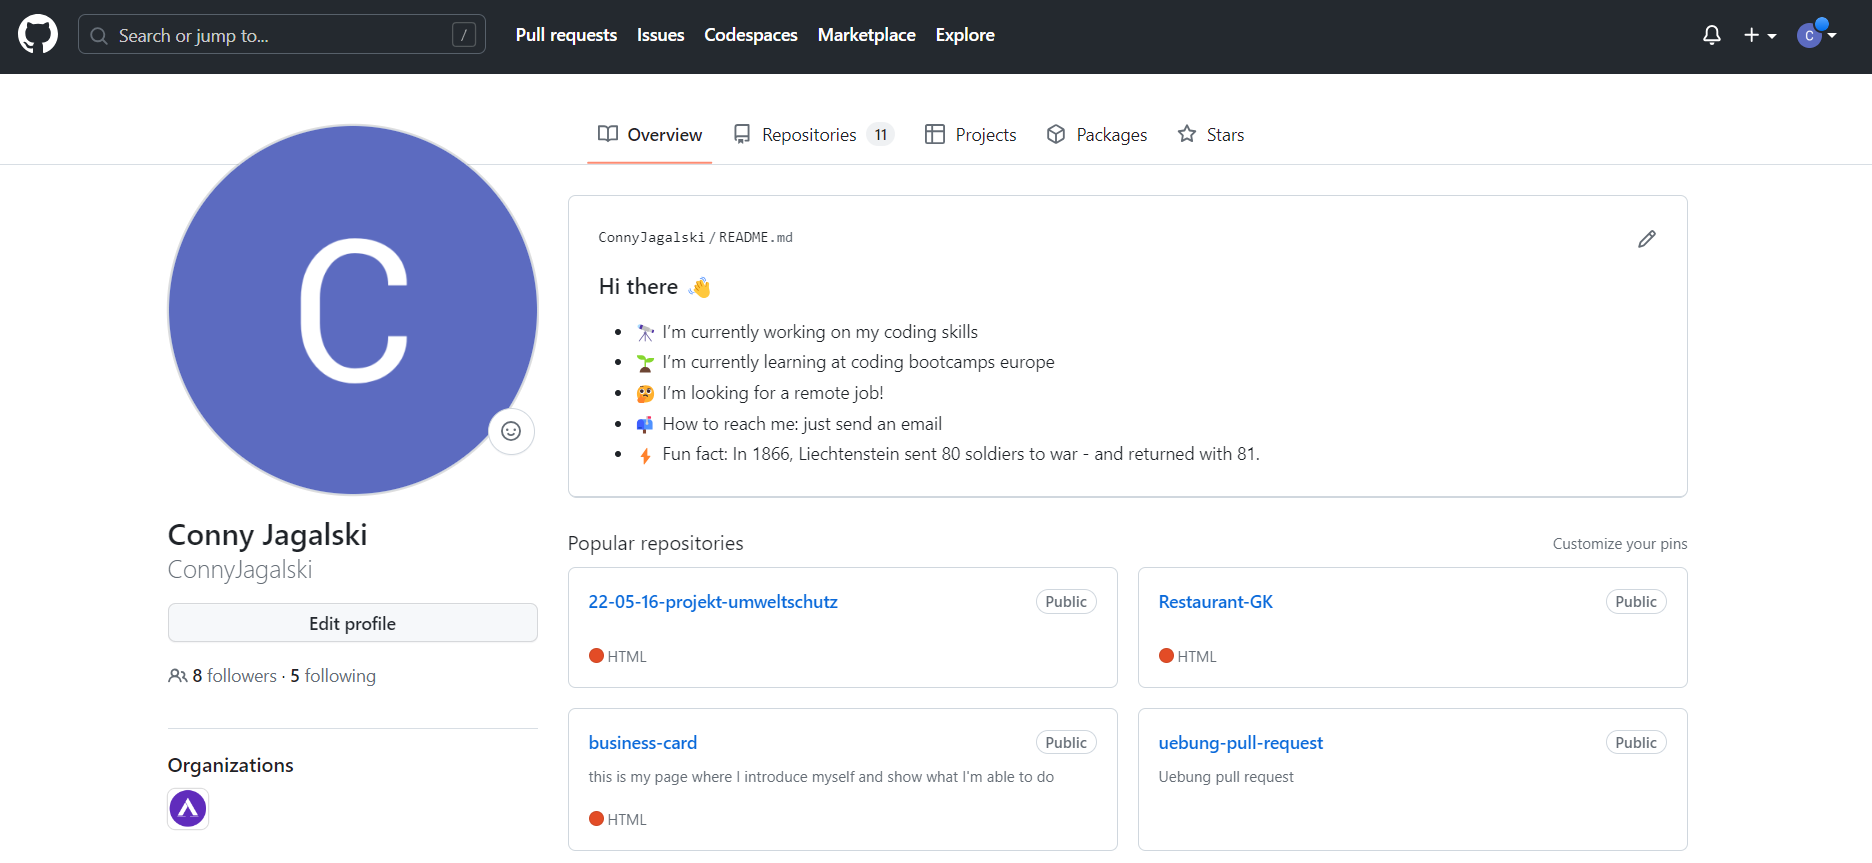 Search or jump to... /
Pull requests Issues Codespaces Marketplace Explore
C
Overview Repositories 11 Projects Packages Stars
C
Conny Jagalski
ConnyJagalski
Edit profile
8 followers · 5 following
Organizations
ConnyJagalski / README.md
Hi there 👋
• 🔭 I’m currently working on my coding skills
• 🌱 I’m currently learning at coding bootcamps europe
• 🤔 I’m looking for a remote job!
• 📫 How to reach me: just send an email
• ⚡ Fun fact: In 1866, Liechtenstein sent 80 soldiers to war - and returned with 81.
Popular repositories Customize your pins
22-05-16-projekt-umweltschutz Public
HTML
Restaurant-GK Public
HTML
business-card Public
this is my page where I introduce myself and show what I'm able to do
HTML
uebung-pull-request Public
Uebung pull request